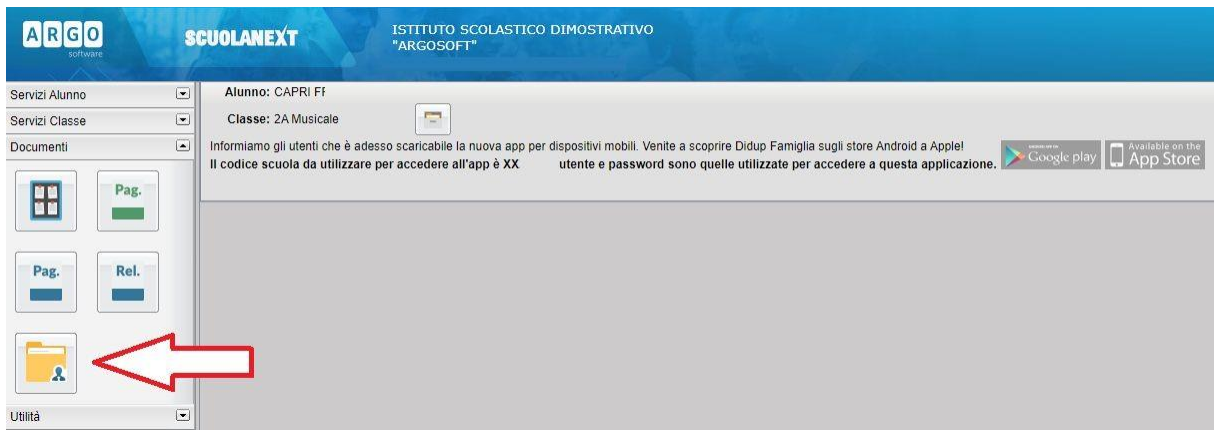 ARGO
software
SCUOLANEXT
ISTITUTO SCOLASTICO DIMOSTRATIVO
"ARGOSOFT"
Servizi Alunno
Servizi Classe
Documenti
Pag.
Pag.
Rel.
Utilità
Alunno: CAPRI FF
Classe: 2A Musicale
Informiamo gli utenti che è adesso scaricabile la nuova app per dispositivi mobili. Venite a scoprire Didup Famiglia sugli store Android a Apple!
Il codice scuola da utilizzare per accedere all'app è XX utente e password sono quelle utilizzate per accedere a questa applicazione.
Google play
Available on the
App Store